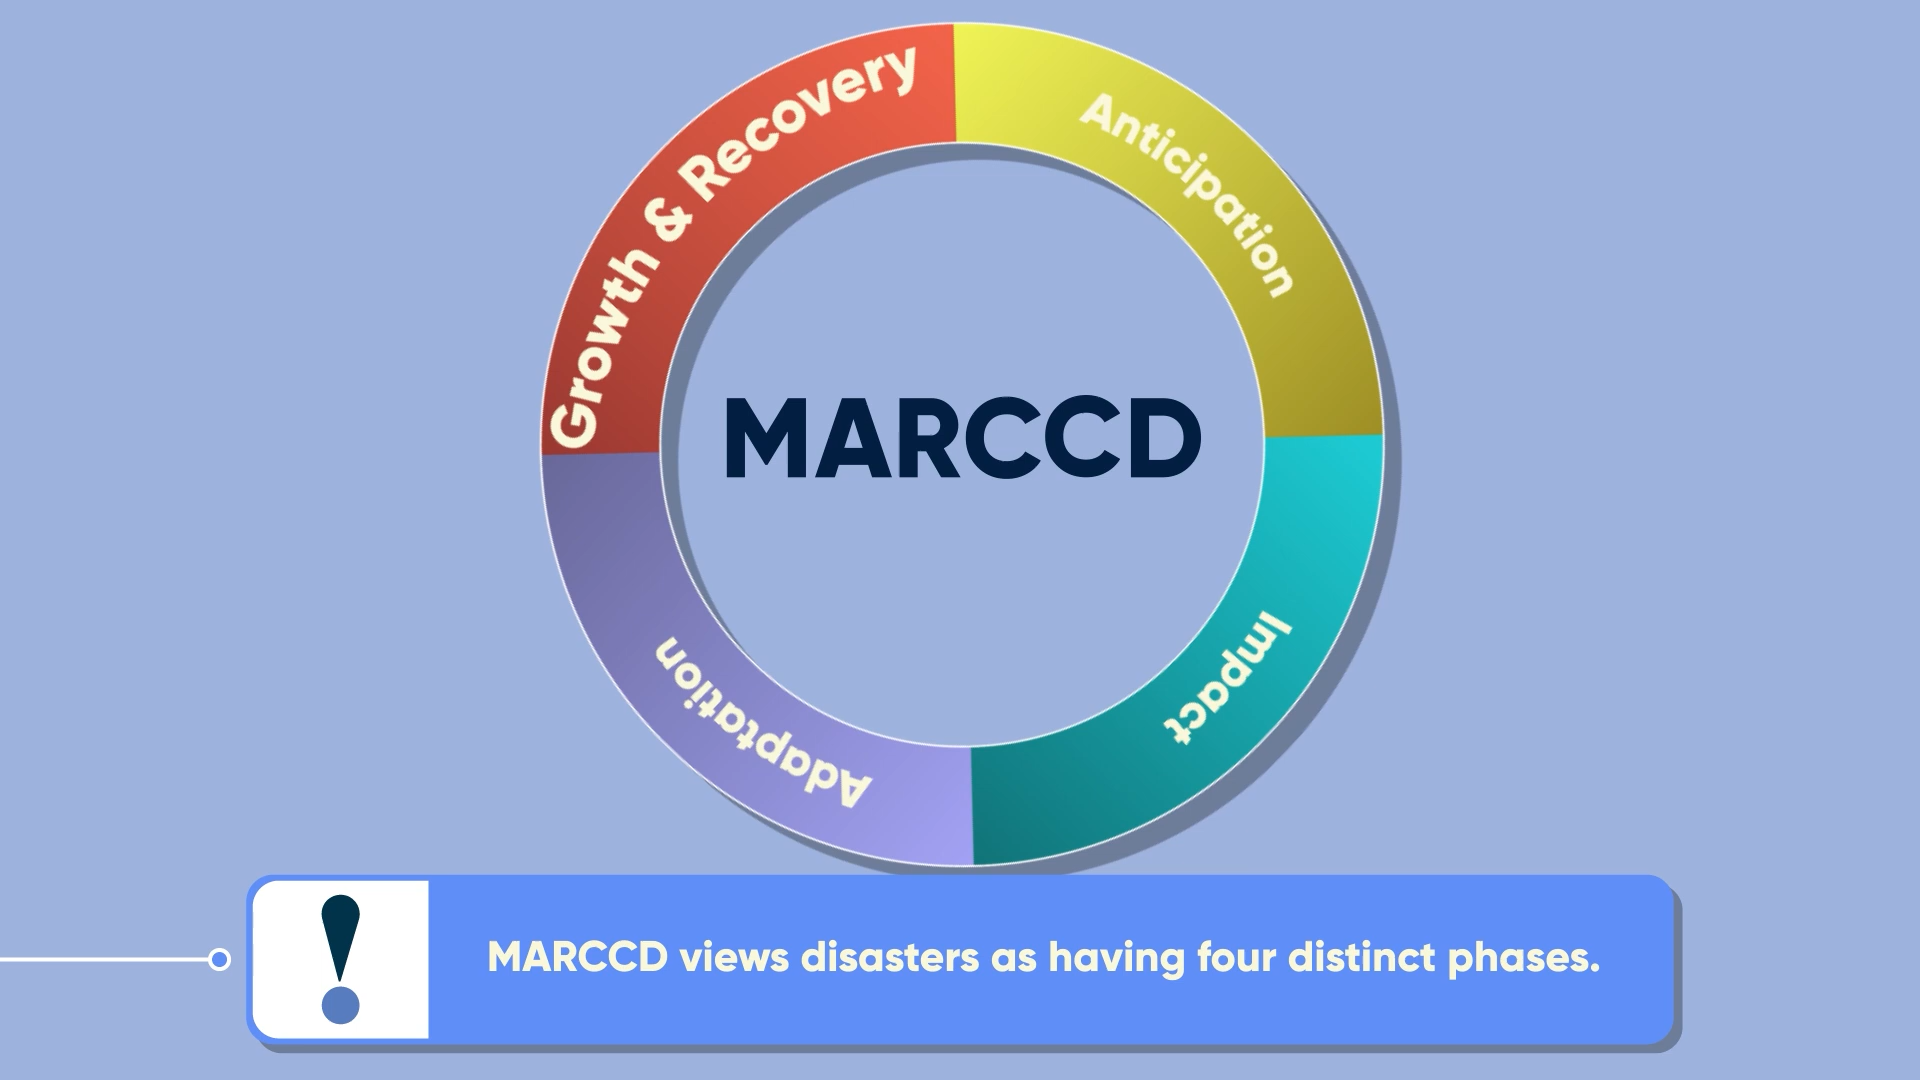 Growth & Recovery
Anticipation
Impact
Adaptation
MARCCD
MARCCD views disasters as having four distinct phases.